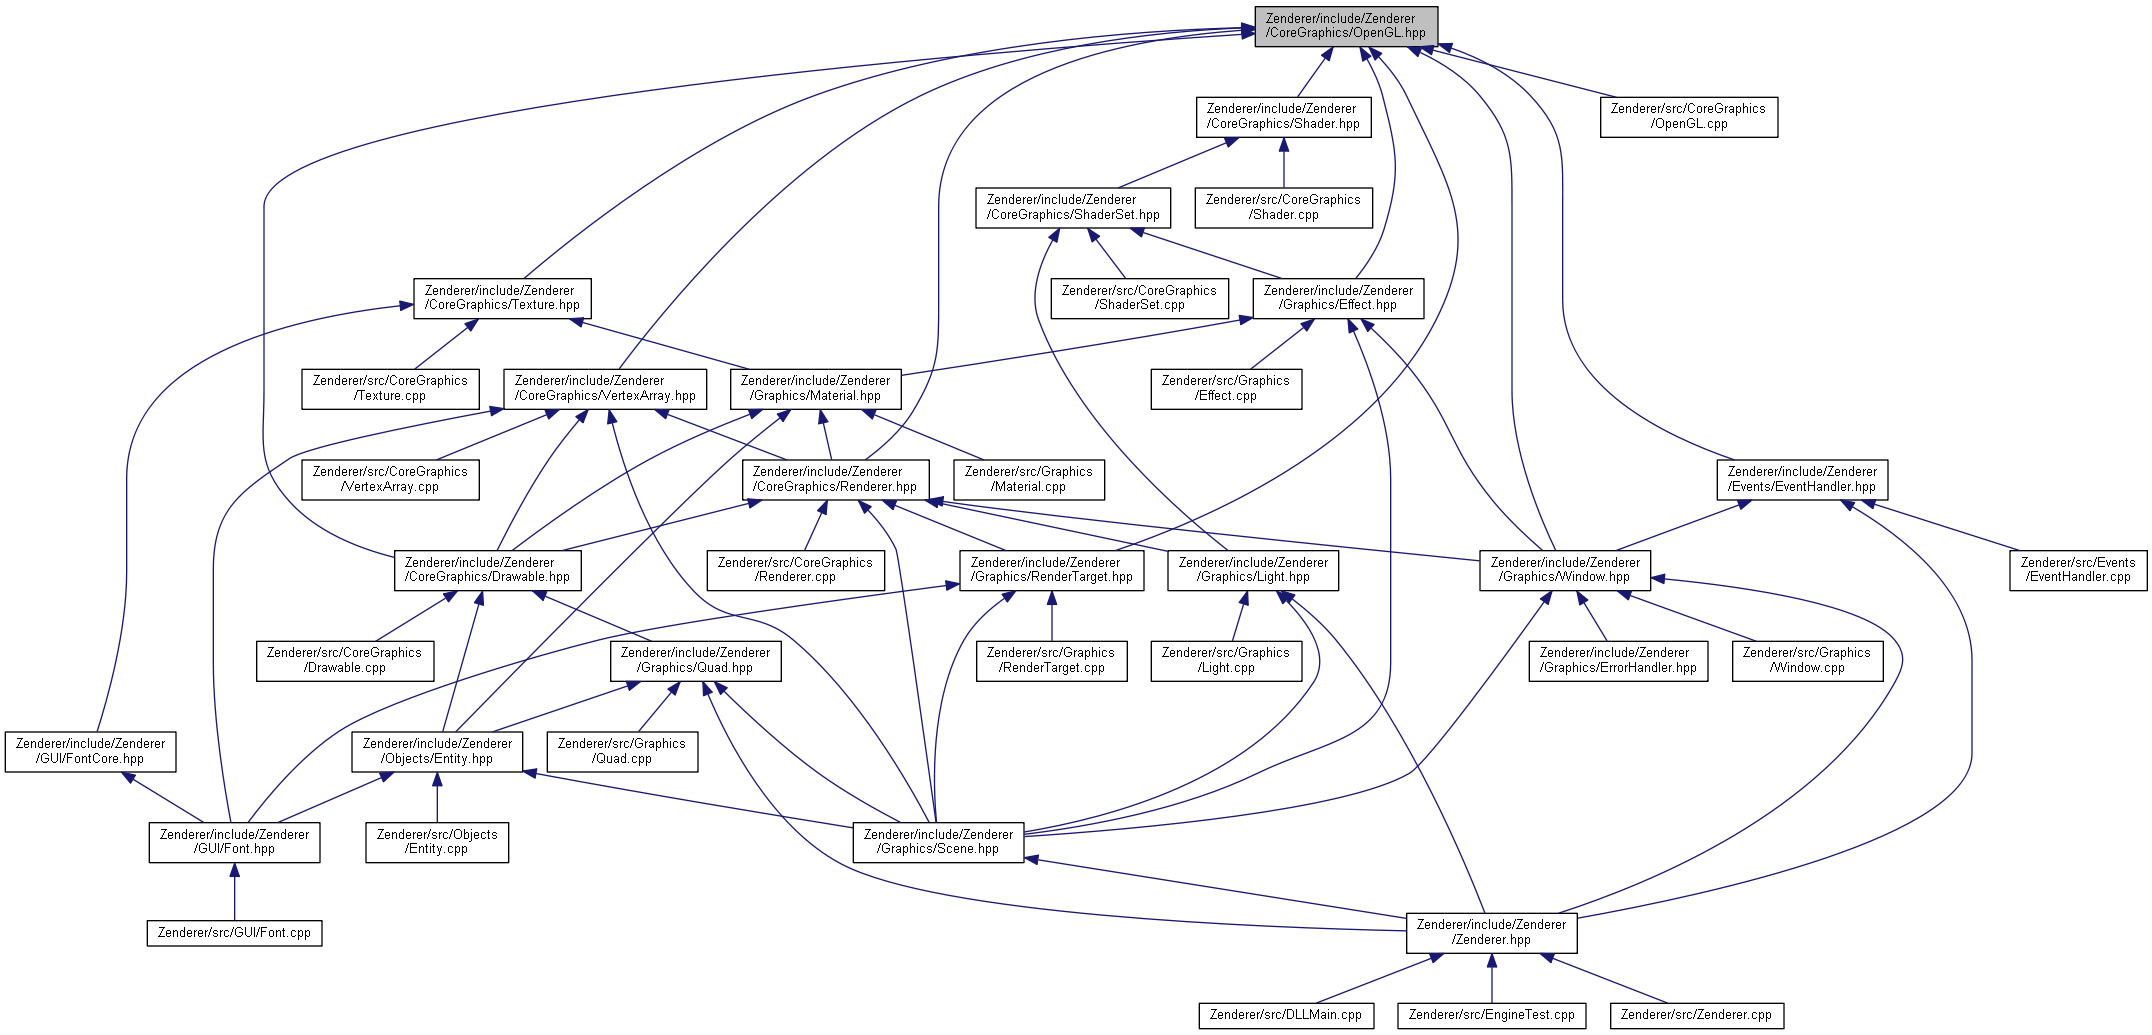 Zenderer/include/Zenderer
/CoreGraphics/OpenGL.hpp
Zenderer/include/Zenderer
/CoreGraphics/Shader.hpp
Zenderer/src/CoreGraphics
/OpenGL.cpp
Zenderer/include/Zenderer
/CoreGraphics/ShaderSet.hpp
Zenderer/src/CoreGraphics
/Shader.cpp
Zenderer/include/Zenderer
/CoreGraphics/Texture.hpp
Zenderer/src/CoreGraphics
/ShaderSet.cpp
Zenderer/include/Zenderer
/Graphics/Effect.hpp
Zenderer/src/CoreGraphics
/Texture.cpp
Zenderer/include/Zenderer
/CoreGraphics/VertexArray.hpp
Zenderer/include/Zenderer
/Graphics/Material.hpp
Zenderer/src/Graphics
/Effect.cpp
Zenderer/src/CoreGraphics
/VertexArray.cpp
Zenderer/include/Zenderer
/CoreGraphics/Renderer.hpp
Zenderer/src/Graphics
/Material.cpp
Zenderer/include/Zenderer
/Events/EventHandler.hpp
Zenderer/include/Zenderer
/CoreGraphics/Drawable.hpp
Zenderer/src/CoreGraphics
/Renderer.cpp
Zenderer/include/Zenderer
/Graphics/RenderTarget.hpp
Zenderer/include/Zenderer
/Graphics/Light.hpp
Zenderer/include/Zenderer
/Graphics/Window.hpp
Zenderer/src/Events
/EventHandler.cpp
Zenderer/src/CoreGraphics
/Drawable.cpp
Zenderer/include/Zenderer
/Graphics/Quad.hpp
Zenderer/src/Graphics
/RenderTarget.cpp
Zenderer/src/Graphics
/Light.cpp
Zenderer/include/Zenderer
/Graphics/ErrorHandler.hpp
Zenderer/src/Graphics
/Window.cpp
Zenderer/include/Zenderer
/GUI/FontCore.hpp
Zenderer/include/Zenderer
/Objects/Entity.hpp
Zenderer/src/Graphics
/Quad.cpp
Zenderer/include/Zenderer
/GUI/Font.hpp
Zenderer/src/Objects
/Entity.cpp
Zenderer/include/Zenderer
/Graphics/Scene.hpp
Zenderer/src/GUI/Font.cpp
Zenderer/include/Zenderer
/Zenderer.hpp
Zenderer/src/DLLMain.cpp
Zenderer/src/EngineTest.cpp
Zenderer/src/Zenderer.cpp